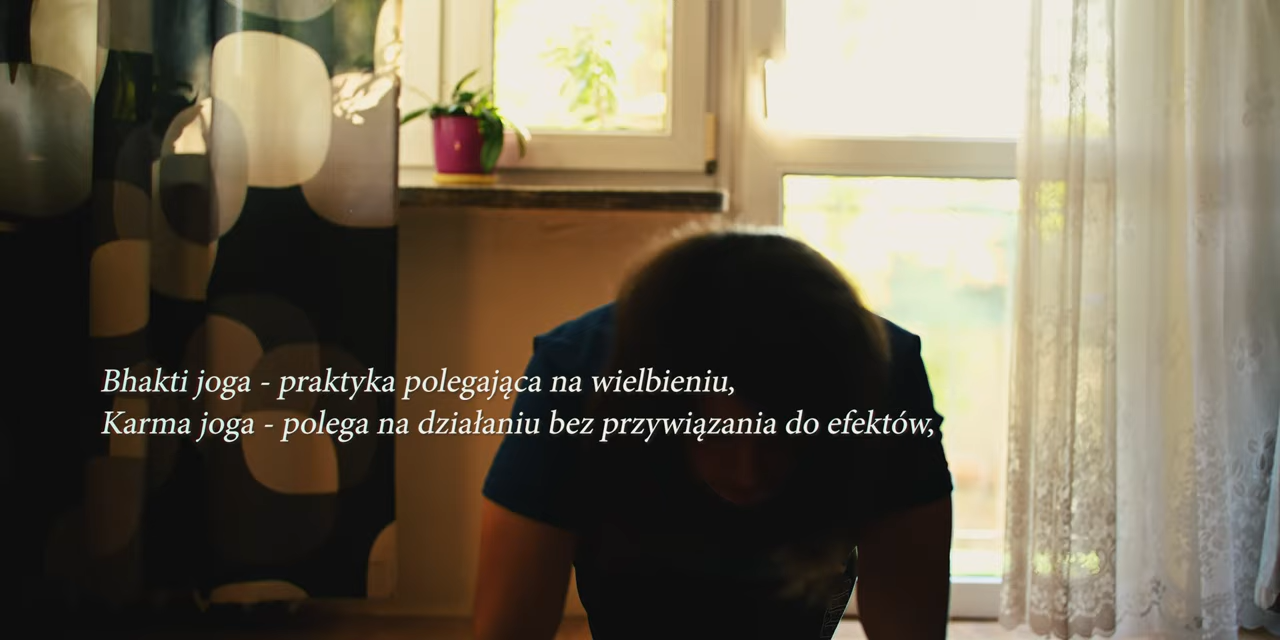 Bhakti joga - praktyka polegająca na wielbieniu,
Karma joga - polega na działaniu bez przywiązania do efektów,